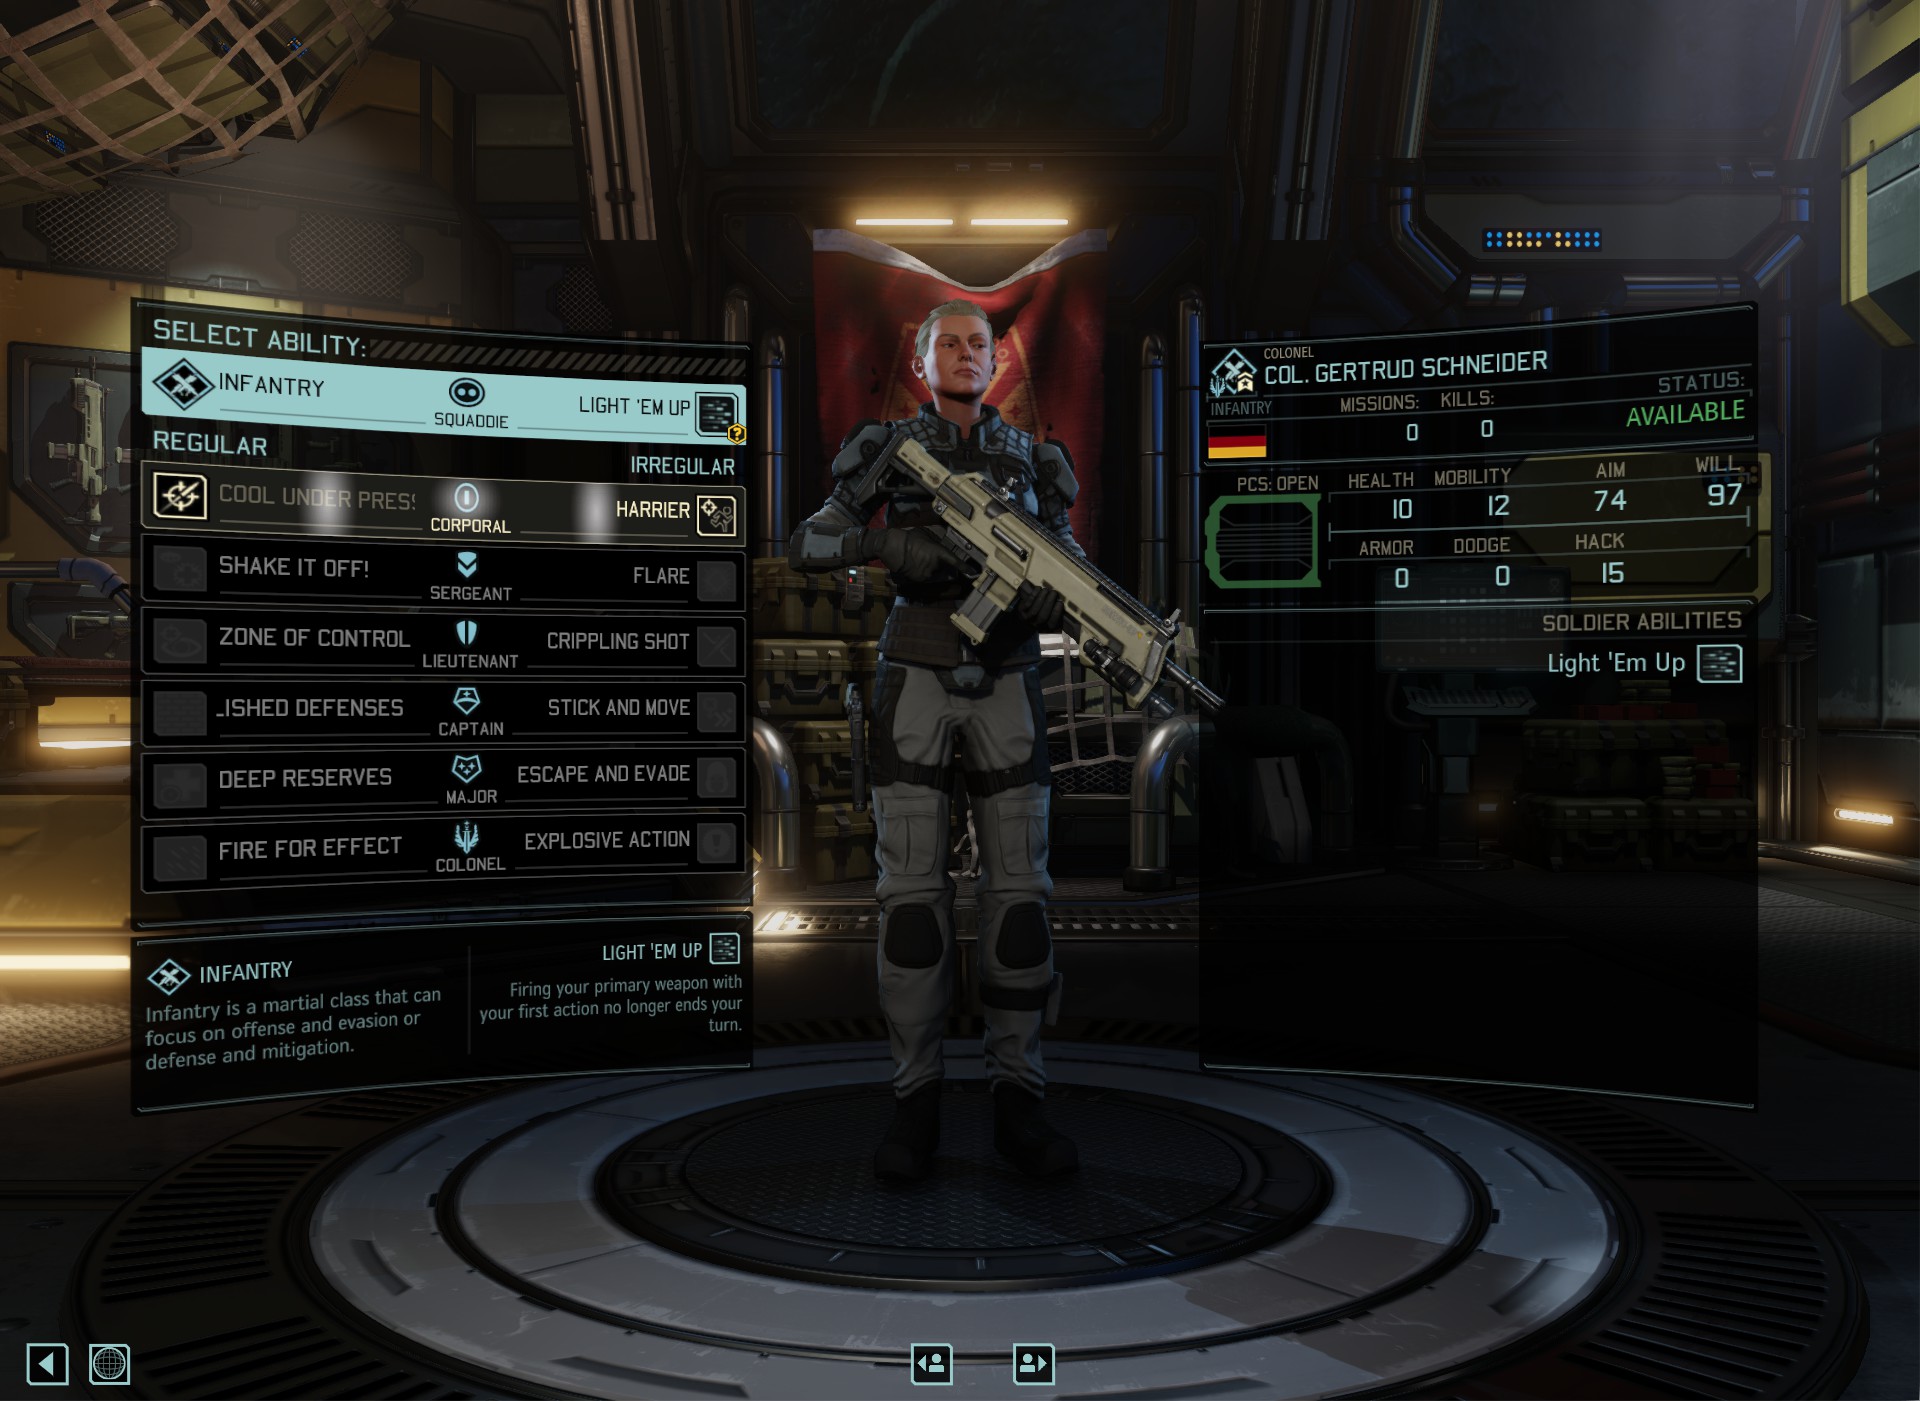 SELECT ABILITY:
INFANTRY
SQUADDIE
LIGHT 'EM UP
REGULAR
IRREGULAR
COOL UNDER PRES
CORPORAL
HARRIER
SHAKE IT OFF!
SERGEANT
FLARE
ZONE OF CONTROL
LIEUTENANT
CRIPPLING SHOT
ISHED DEFENSES
CAPTAIN
STICK AND MOVE
DEEP RESERVES
MAJOR
ESCAPE AND EVADE
FIRE FOR EFFECT
COLONEL
EXPLOSIVE ACTION
INFANTRY
Infantry is a martial class that can
focus on offense and evasion or
defense and mitigation.
LIGHT 'EM UP
Firing your primary weapon with
your first action no longer ends your
turn.
COLONEL
COL. GERTRUD SCHNEIDER
INFANTRY
MISSIONS: KILLS:
0 0
STATUS:
AVAILABLE
PCS: OPEN
HEALTH MOBILITY AIM WILL
10 12 74 97
ARMOR DODGE HACK
0 0 15
SOLDIER ABILITIES
Light 'Em Up